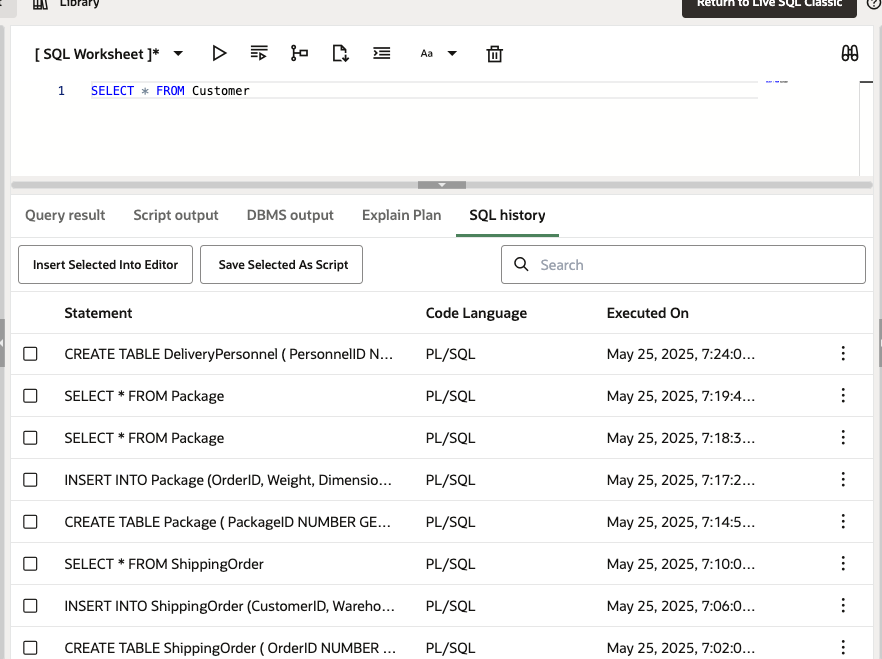 Library
Return to Live SQL Classic
[ SQL Worksheet ]*
Aa
1 SELECT * FROM Customer
Query result Script output DBMS output Explain Plan SQL history
Insert Selected Into Editor Save Selected As Script Search
Statement Code Language Executed On
CREATE TABLE DeliveryPersonnel ( PersonnelID N... PL/SQL May 25, 2025, 7:24:0...
SELECT * FROM Package PL/SQL May 25, 2025, 7:19:4...
SELECT * FROM Package PL/SQL May 25, 2025, 7:18:3...
INSERT INTO Package (OrderID, Weight, Dimensio... PL/SQL May 25, 2025, 7:17:2...
CREATE TABLE Package ( PackageID NUMBER GE... PL/SQL May 25, 2025, 7:14:5...
SELECT * FROM ShippingOrder PL/SQL May 25, 2025, 7:10:0...
INSERT INTO ShippingOrder (CustomerID, Wareho... PL/SQL May 25, 2025, 7:06:0...
CREATE TABLE ShippingOrder ( OrderID NUMBER ... PL/SQL May 25, 2025, 7:02:0...